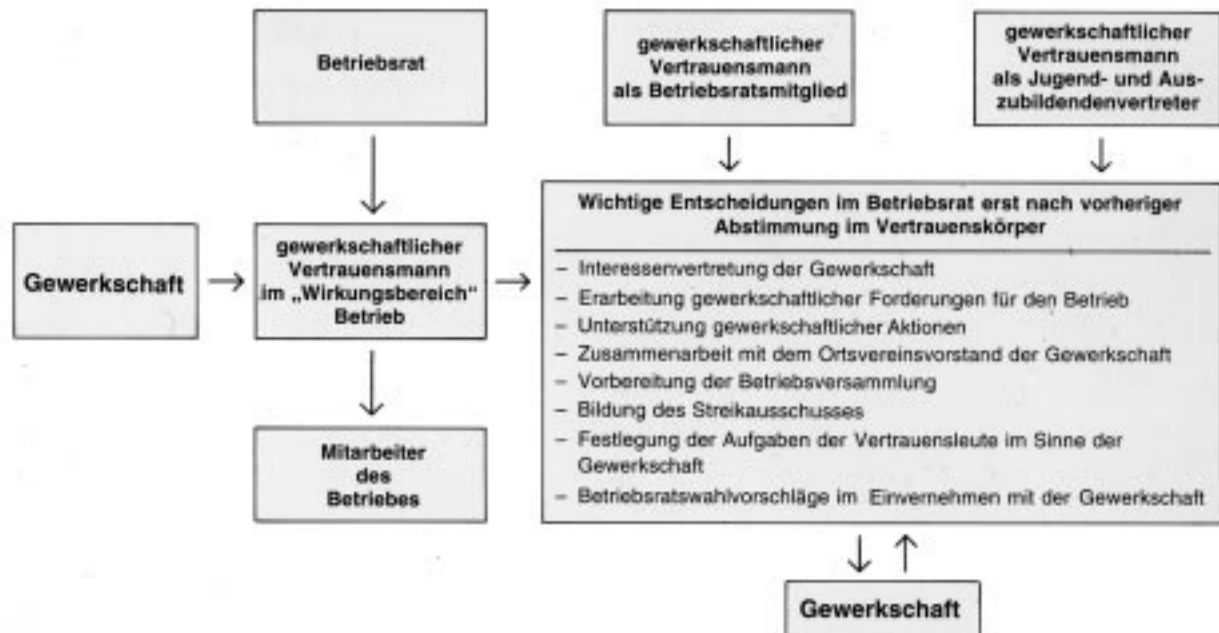 Betriebsrat
gewerkschaftlicher
Vertrauensmann
als Betriebsratsmitglied
gewerkschaftlicher
Vertrauensmann
als Jugend- und Aus-
zubildendenvertreter
Gewerkschaft
gewerkschaftlicher
Vertrauensmann
im „Wirkungsbereich“
Betrieb
Mitarbeiter
des
Betriebes
Wichtige Entscheidungen im Betriebsrat erst nach vorheriger
Abstimmung im Vertrauenskörper
– Interessenvertretung der Gewerkschaft
– Erarbeitung gewerkschaftlicher Forderungen für den Betrieb
– Unterstützung gewerkschaftlicher Aktionen
– Zusammenarbeit mit dem Ortsvereinsvorstand der Gewerkschaft
– Vorbereitung der Betriebsversammlung
– Bildung des Streikausschusses
– Festlegung der Aufgaben der Vertrauensleute im Sinne der
Gewerkschaft
– Betriebsratswahlvorschläge im Einvernehmen mit der Gewerkschaft
Gewerkschaft